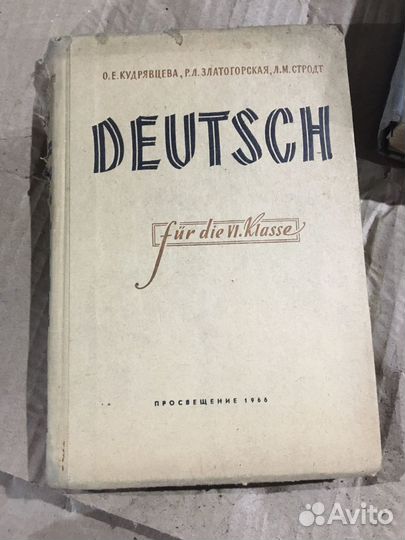 О. Е. КУДРЯВЦЕВА, Р. Л. ЗЛАТОГОРСКАЯ, Л. М. СТРОДТ
DEUTSCH
für die VI. Klasse
ПРОСВЕЩЕНИЕ 1966
Avito